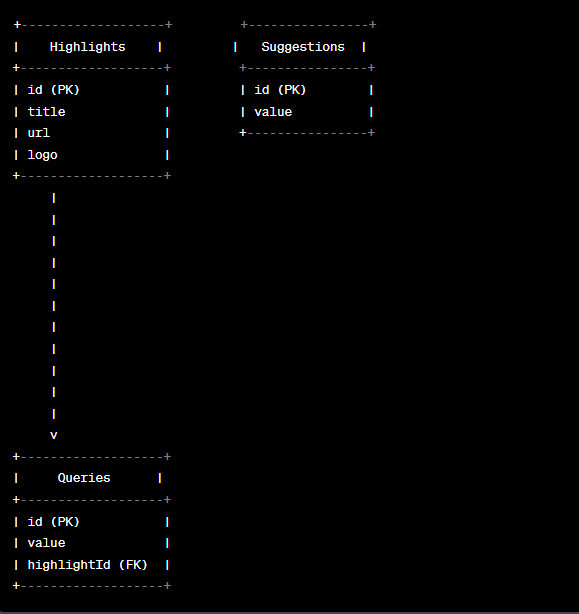 +-------------------+          +----------------+
|    Highlights    |         |   Suggestions  |
+-------------------+         +----------------+
| id (PK)           |         | id (PK)        |
| title             |         | value          |
| url               |         +----------------+
| logo              |
+-------------------+
     |
     |
     |
     |
     |
     |
     |
     |
     |
     |
     |
     v
+-------------------+
|     Queries      |
+-------------------+
| id (PK)           |
| value             |
| highlightId (FK)  |
+-------------------+